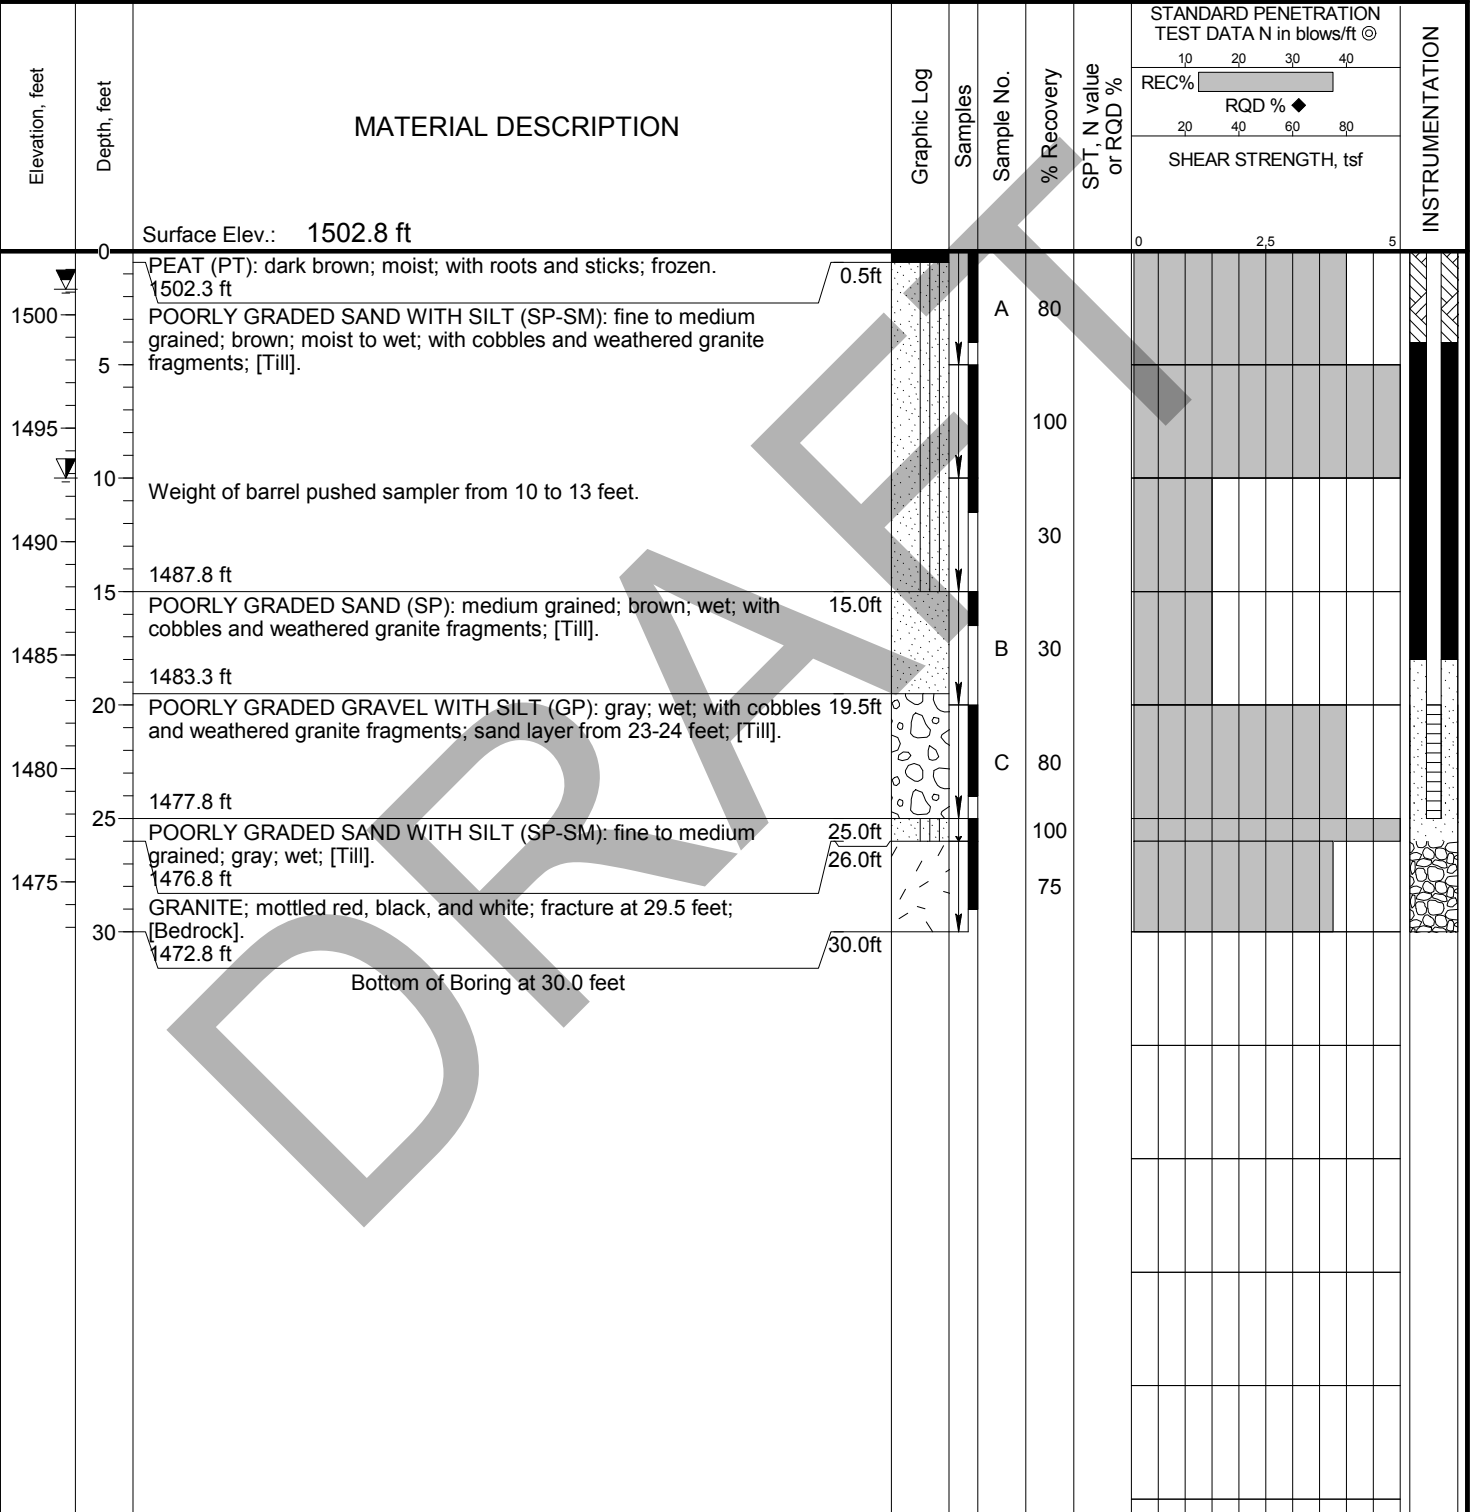 Elevation, feet
Depth, feet
MATERIAL DESCRIPTION
Surface Elev.: 1502.8 ft
Graphic Log
Samples
Sample No.
% Recovery
SPT, N value
or RQD %
STANDARD PENETRATION
TEST DATA N in blows/ft ◎
10 20 30 40
REC%
RQD % ◆
20 40 60 80
SHEAR STRENGTH, tsf
0 2,5 5
INSTRUMENTATION
0
PEAT (PT): dark brown; moist; with roots and sticks; frozen.
0.5ft
1502.3 ft
A 80
1500
POORLY GRADED SAND WITH SILT (SP-SM): fine to medium
grained; brown; moist to wet; with cobbles and weathered granite
fragments; [Till].
5
1495
100
10
Weight of barrel pushed sampler from 10 to 13 feet.
1490
30
1487.8 ft
15
POORLY GRADED SAND (SP): medium grained; brown; wet; with
15.0ft
cobbles and weathered granite fragments; [Till].
1485
B 30
1483.3 ft
20
POORLY GRADED GRAVEL WITH SILT (GP): gray; wet; with cobbles
19.5ft
and weathered granite fragments; sand layer from 23-24 feet; [Till].
1480
C 80
1477.8 ft
25
POORLY GRADED SAND WITH SILT (SP-SM): fine to medium
25.0ft
100
grained; gray; wet; [Till].
26.0ft
1476.8 ft
1475
75
GRANITE; mottled red, black, and white; fracture at 29.5 feet;
[Bedrock].
30
1472.8 ft
30.0ft
Bottom of Boring at 30.0 feet
DRAFT